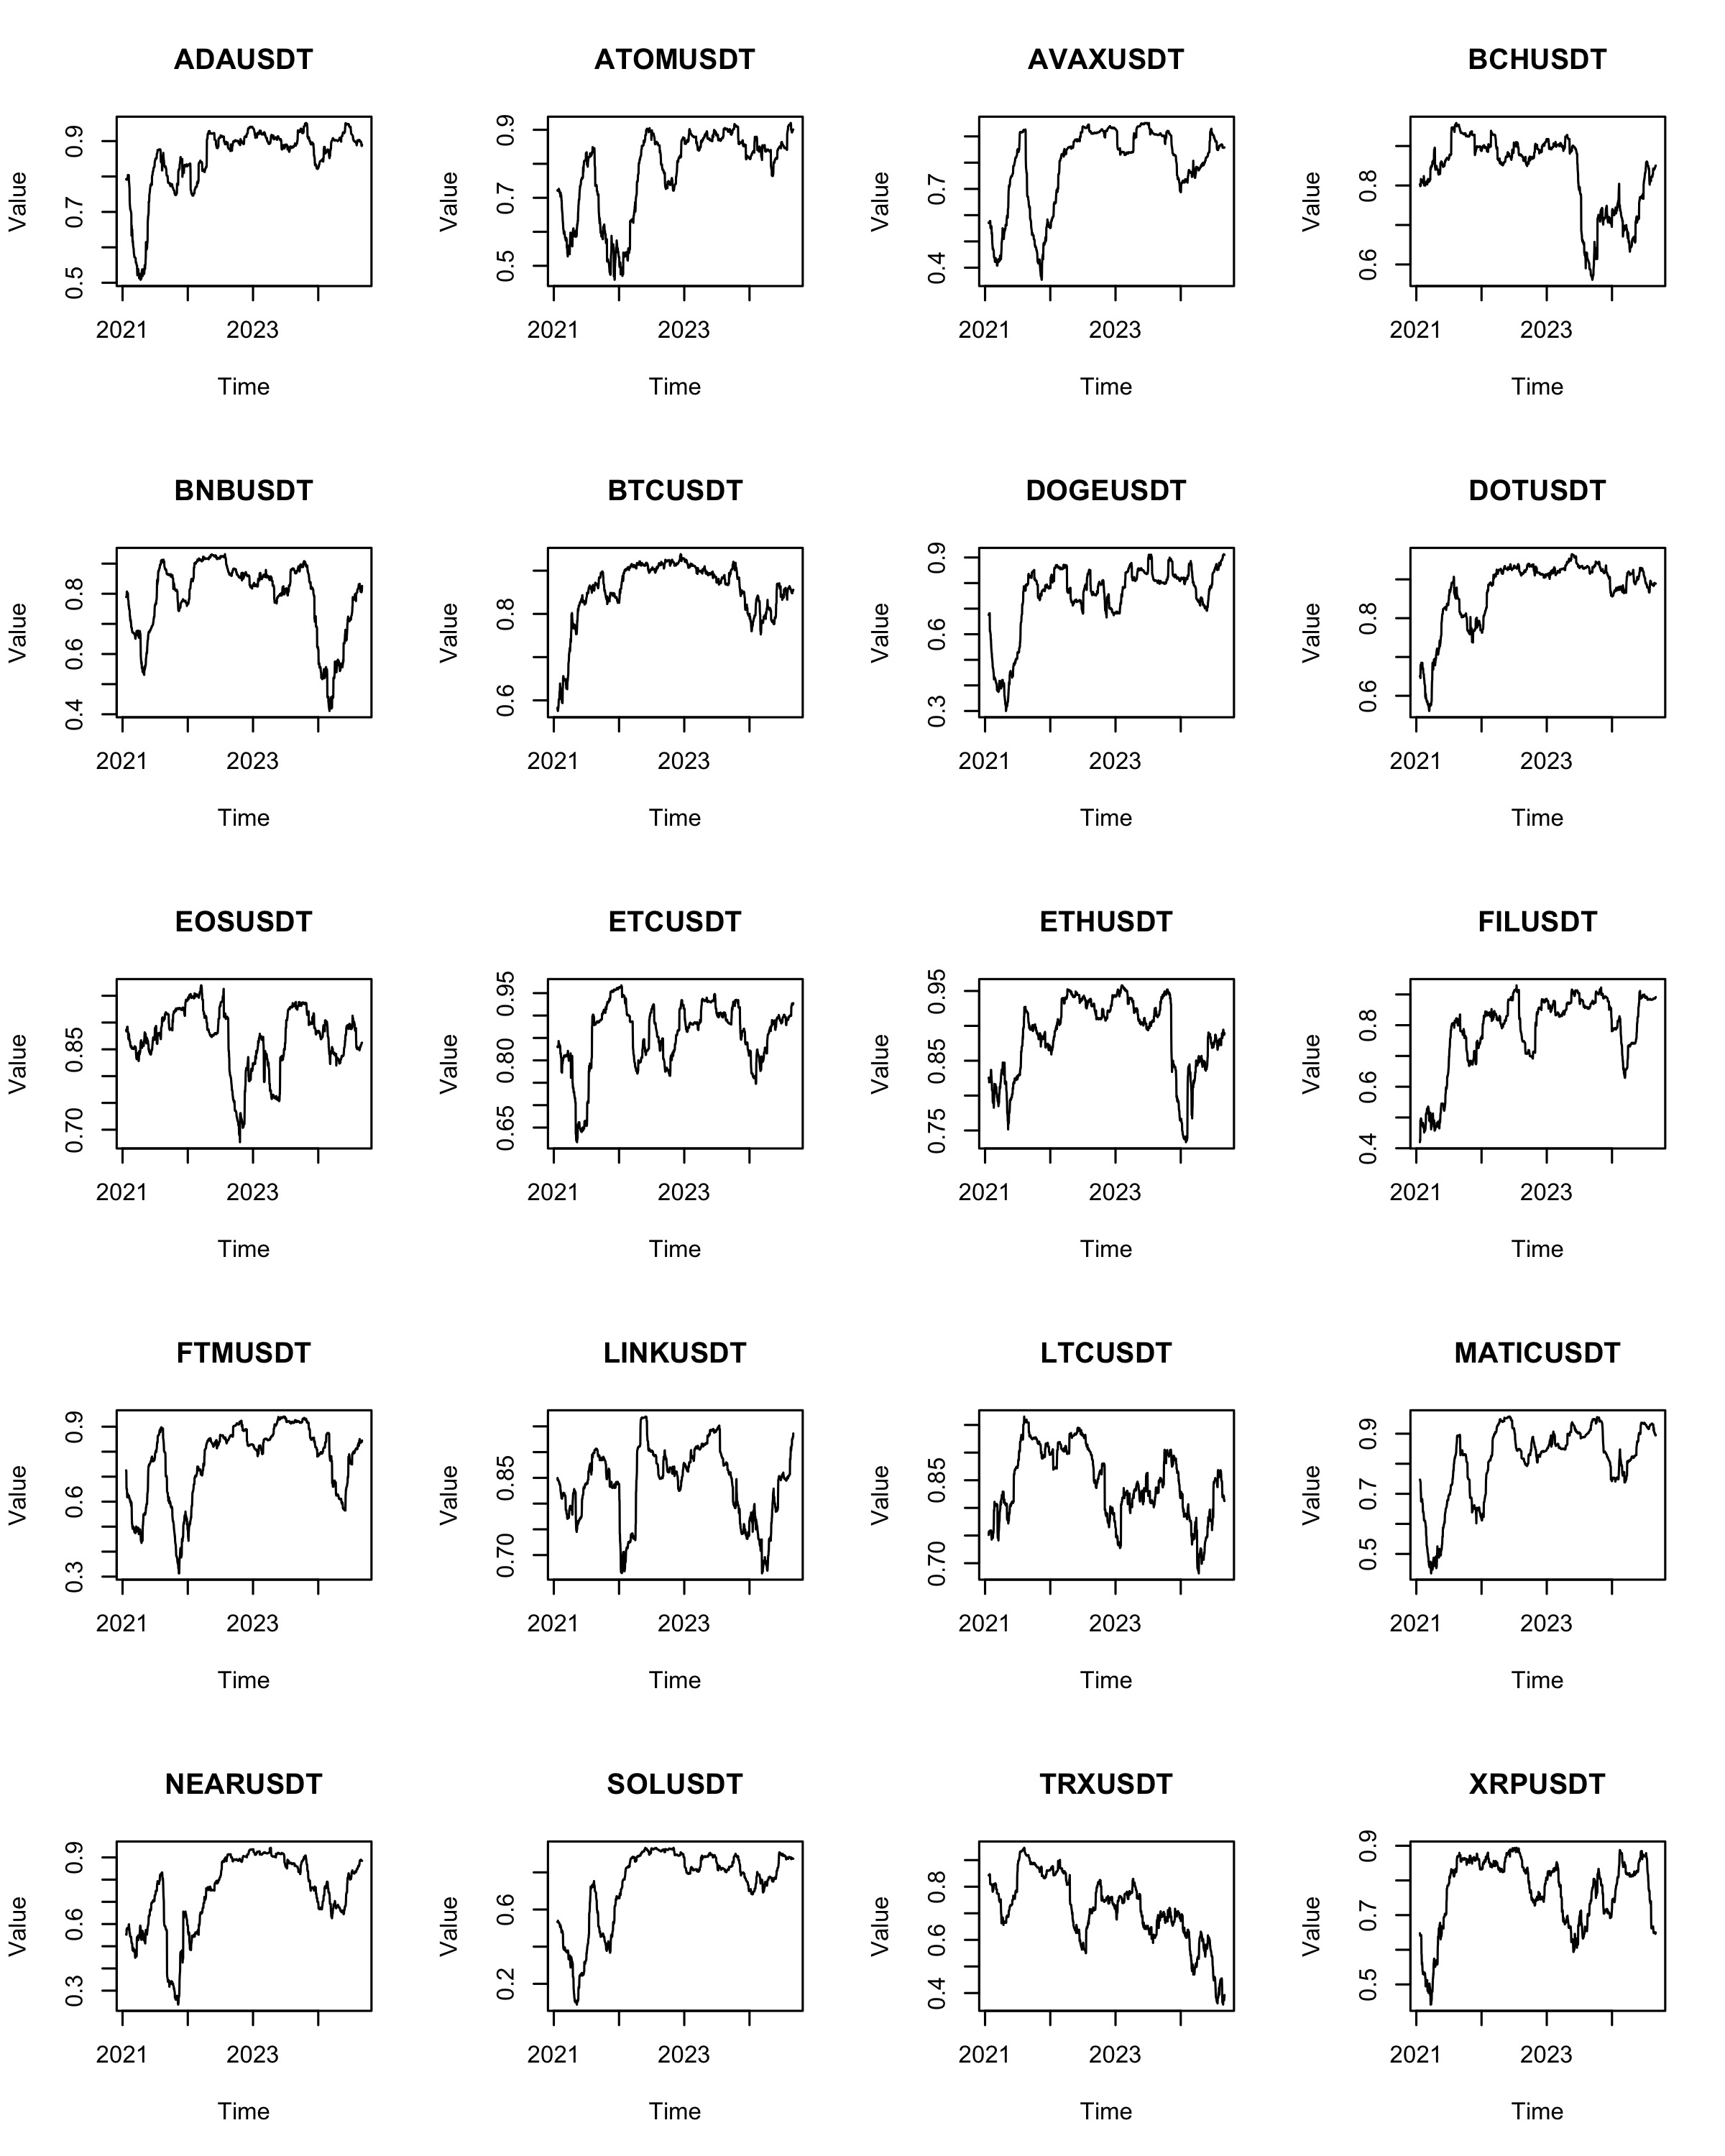 ADAUSDT
Value
0.5 0.7 0.9
2021 2023
Time
ATOMUSDT
Value
0.5 0.7 0.9
2021 2023
Time
AVAXUSDT
Value
0.4 0.7
2021 2023
Time
BCHUSDT
Value
0.6 0.8
2021 2023
Time
BNBUSDT
Value
0.4 0.6 0.8
2021 2023
Time
BTCUSDT
Value
0.6 0.8
2021 2023
Time
DOGEUSDT
Value
0.3 0.6 0.9
2021 2023
Time
DOTUSDT
Value
0.6 0.8
2021 2023
Time
EOSUSDT
Value
0.70 0.85
2021 2023
Time
ETCUSDT
Value
0.65 0.80 0.95
2021 2023
Time
ETHUSDT
Value
0.75 0.85 0.95
2021 2023
Time
FILUSDT
Value
0.4 0.6 0.8
2021 2023
Time
FTMUSDT
Value
0.3 0.6 0.9
2021 2023
Time
LINKUSDT
Value
0.70 0.85
2021 2023
Time
LTCUSDT
Value
0.70 0.85
2021 2023
Time
MATICUSDT
Value
0.5 0.7 0.9
2021 2023
Time
NEARUSDT
Value
0.3 0.6 0.9
2021 2023
Time
SOLUSDT
Value
0.2 0.6
2021 2023
Time
TRXUSDT
Value
0.4 0.6 0.8
2021 2023
Time
XRPUSDT
Value
0.5 0.7 0.9
2021 2023
Time